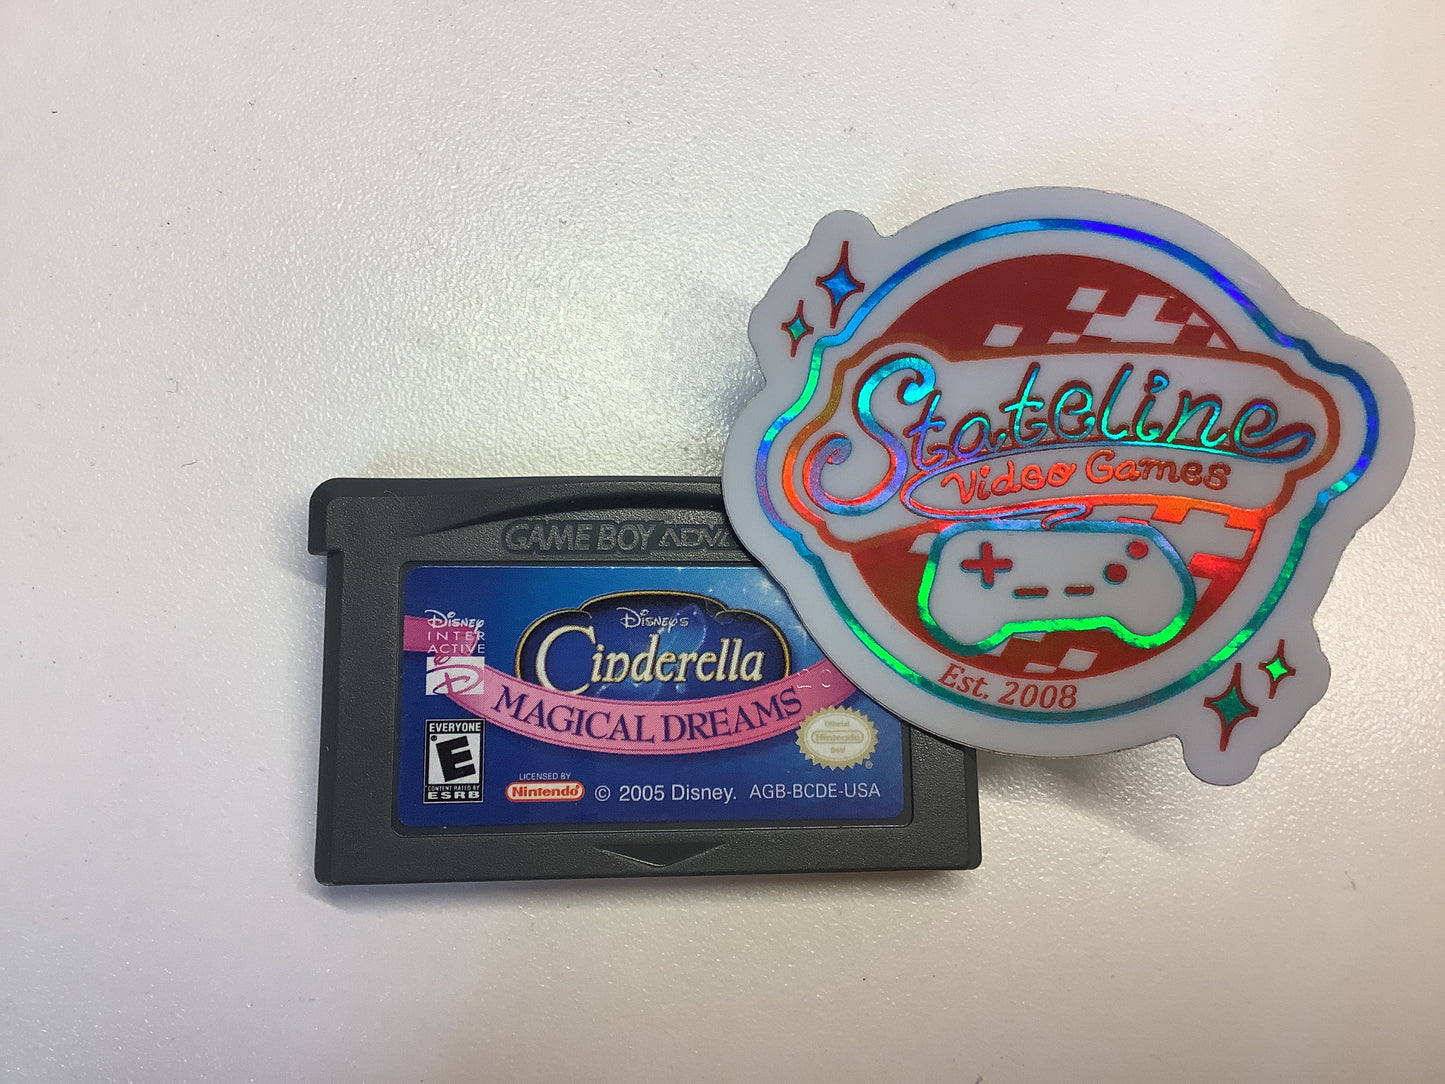 GAME BOY ADVA
DISNEY
INTER
ACTIVE
D
DISNEY'S
Cinderella
MAGICAL DREAMS
EVERYONE
E
CONTENT RATED BY
ESRB
LICENSED BY
Nintendo
© 2005 Disney. AGB-BCDE-USA
Official
Nintendo
Seal
®
Stateline
Video Games
Est. 2008